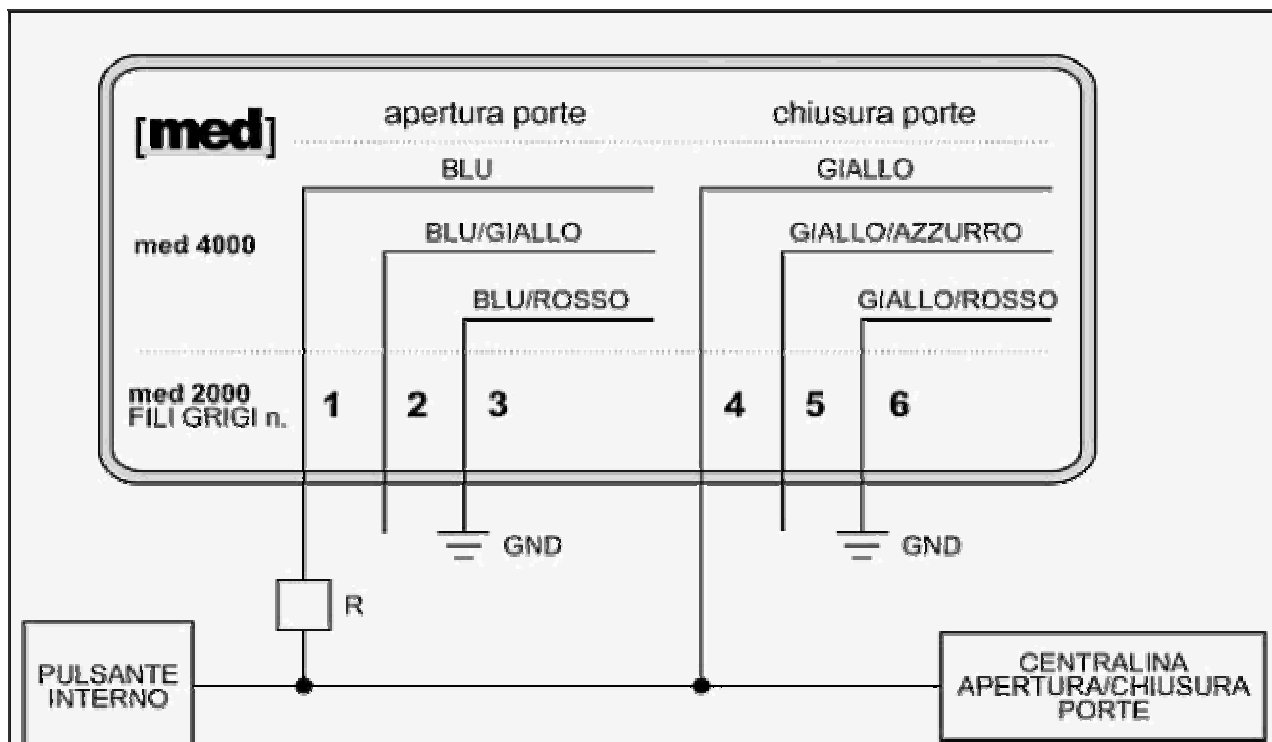 [med]
apertura porte
chiusura porte
BLU
GIALLO
med 4000
BLU/GIALLO
GIALLO/AZZURRO
BLU/ROSSO
GIALLO/ROSSO
med 2000
FILI GRIGI n.
1
2
3
4
5
6
GND
GND
R
PULSANTE
INTERNO
CENTRALINA
APERTURA/CHIUSURA
PORTE